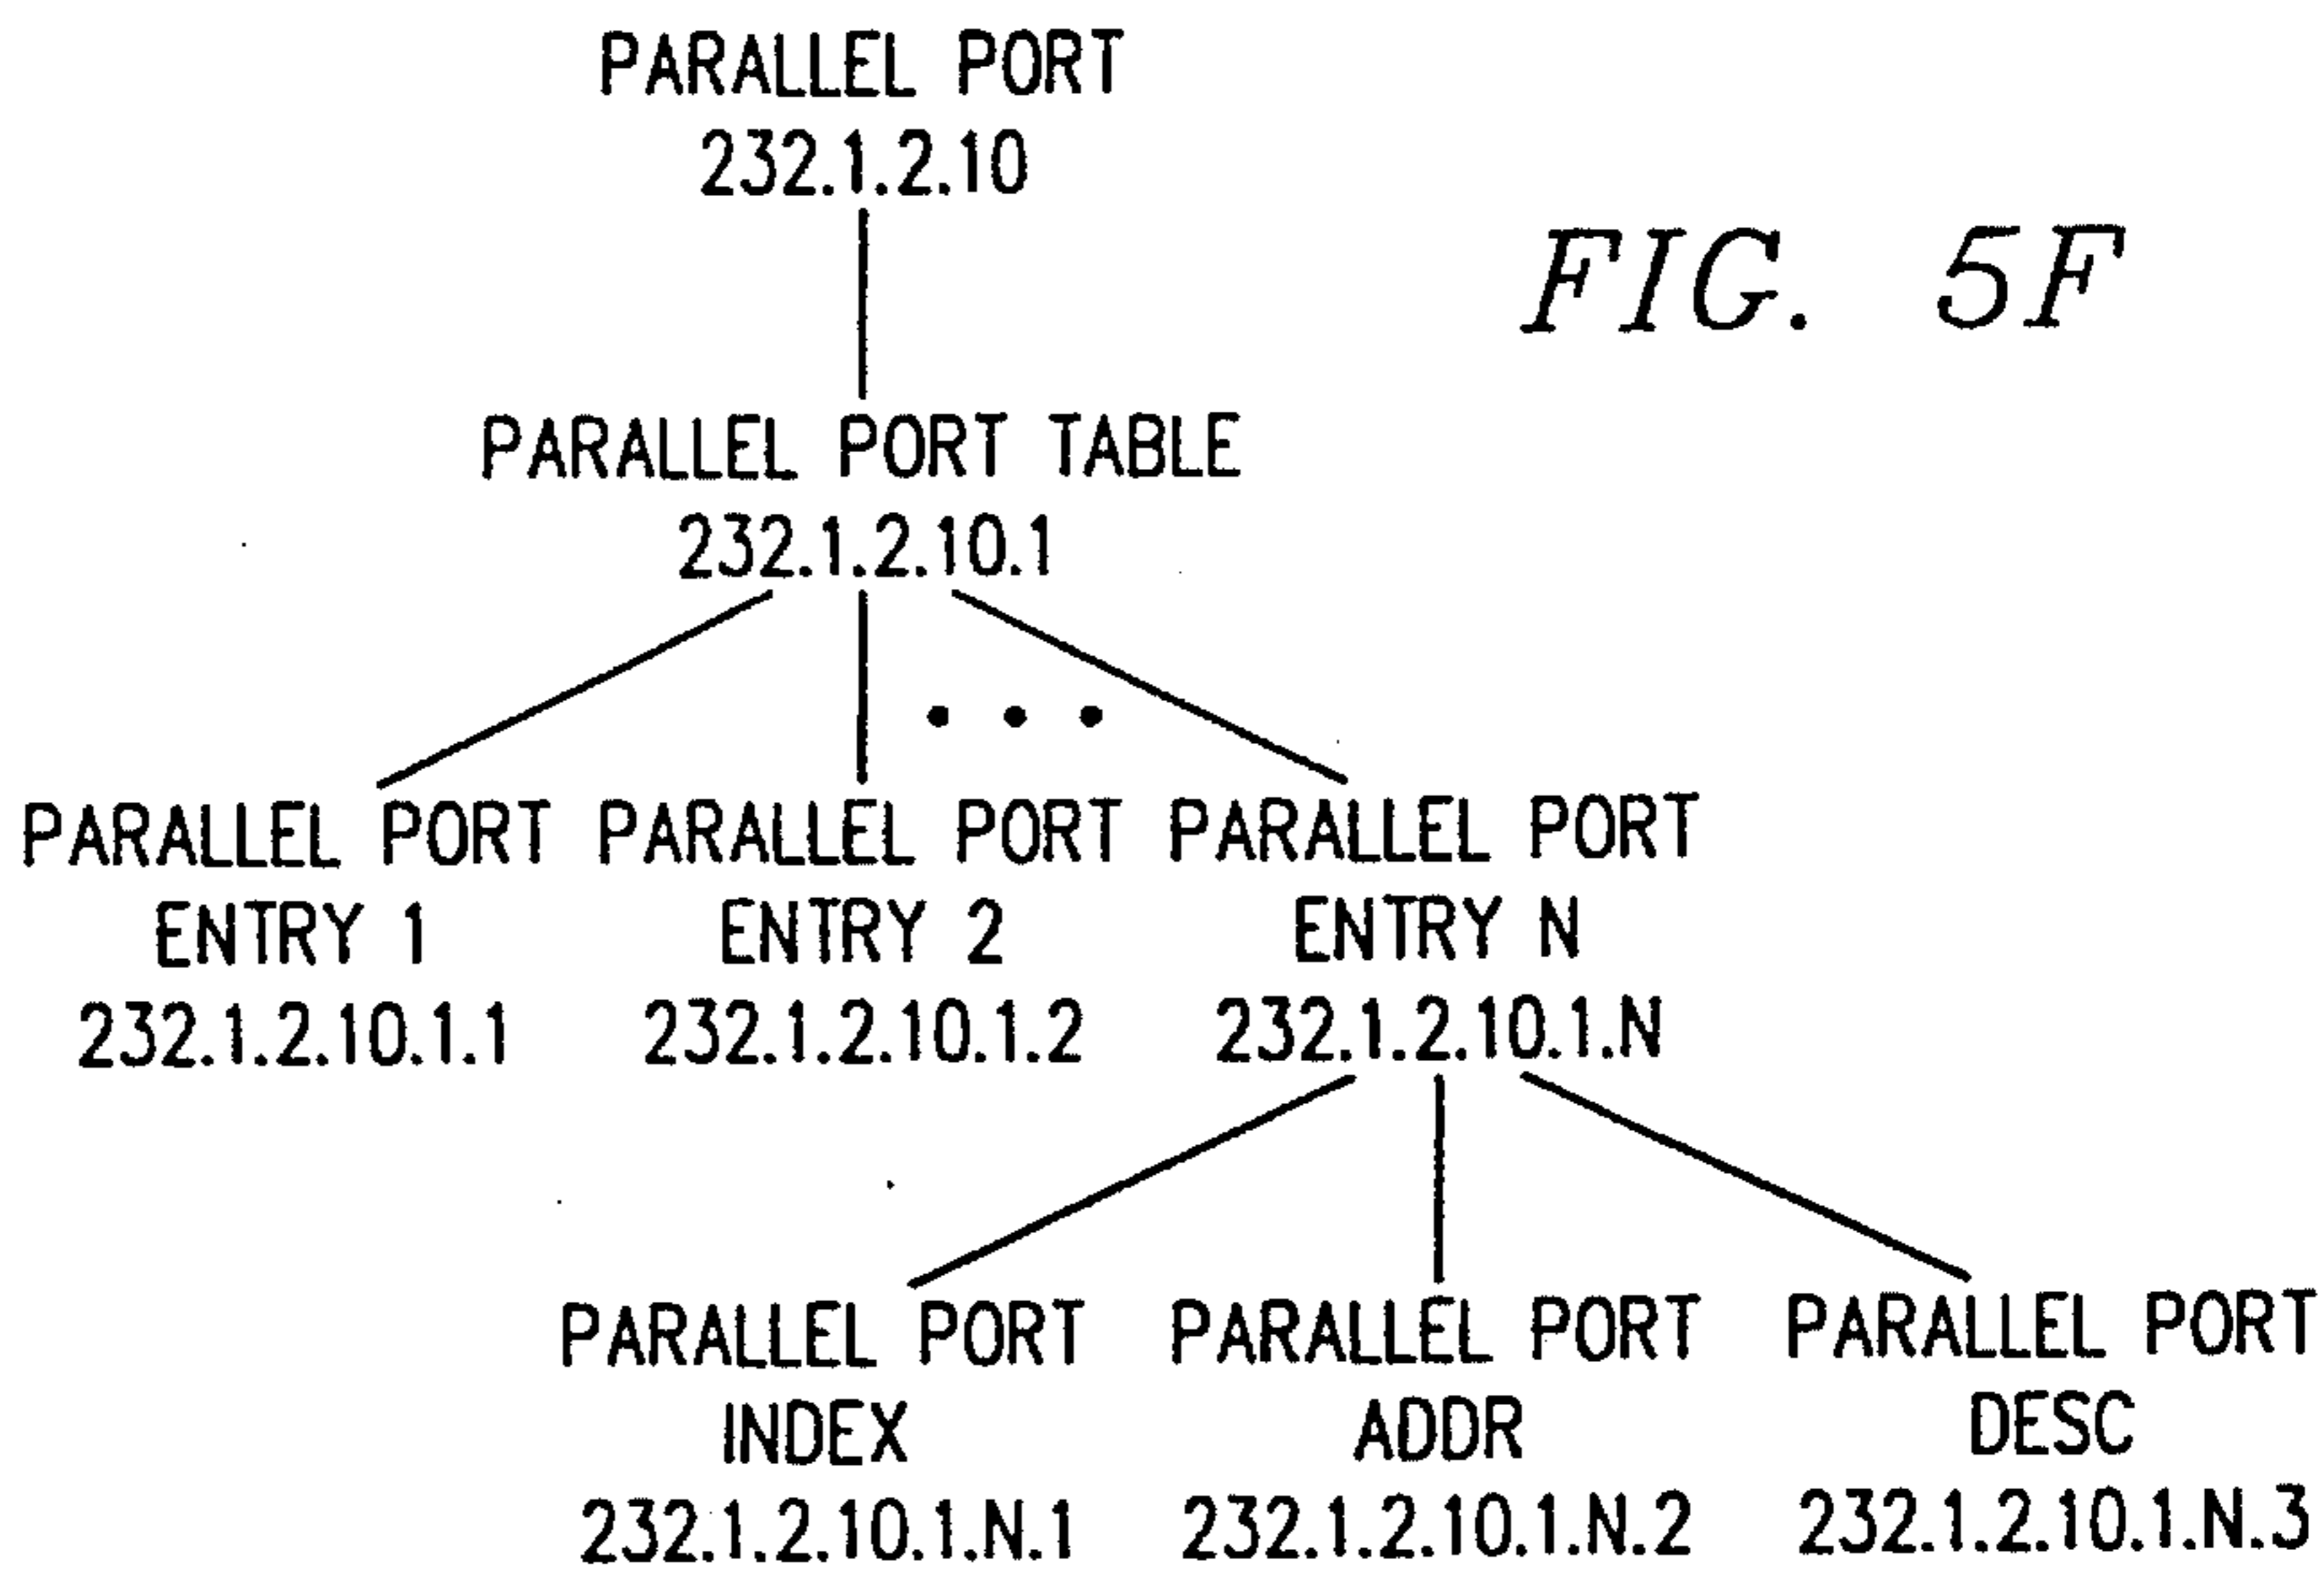 PARALLEL PORT
232.1.2.10
FIG. 5F
PARALLEL PORT TABLE
232.1.2.10.1
PARALLEL PORT
ENTRY 1
232.1.2.10.1.1
PARALLEL PORT
ENTRY 2
232.1.2.10.1.2
PARALLEL PORT
ENTRY N
232.1.2.10.1.N
PARALLEL PORT
INDEX
232.1.2.10.1.N.1
PARALLEL PORT
ADDR
232.1.2.10.1.N.2
PARALLEL PORT
DESC
232.1.2.10.1.N.3